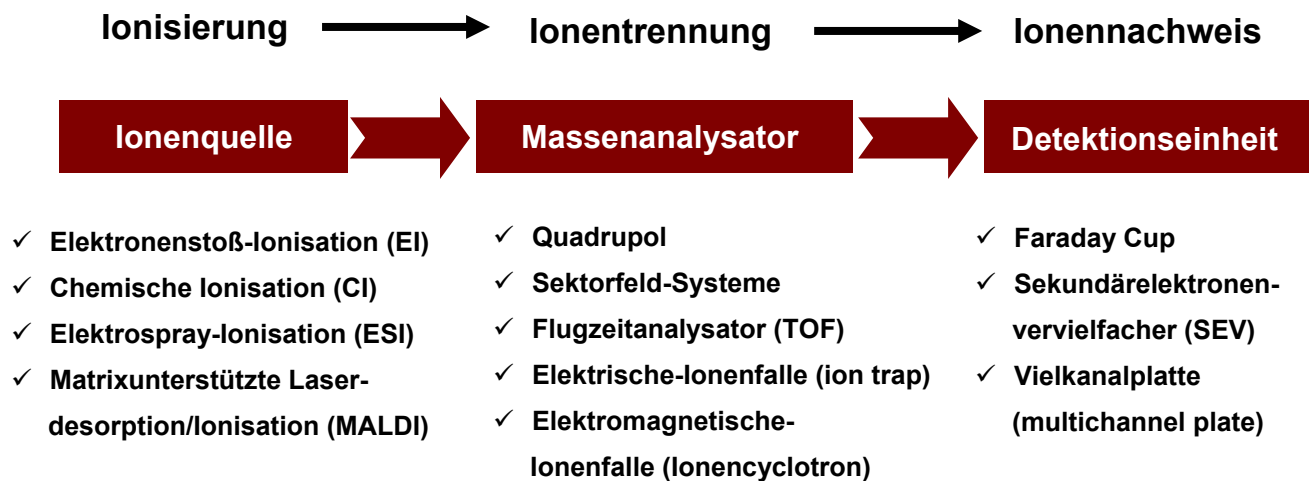 Ionisierung
Ionentrennung
Ionennachweis
Ionenquelle
Massenanalysator
Detektionseinheit
✓ Elektronenstoß-Ionisation (EI)
✓ Chemische Ionisation (CI)
✓ Elektrospray-Ionisation (ESI)
✓ Matrixunterstützte Laser-
desorption/Ionisation (MALDI)
✓ Quadrupol
✓ Sektorfeld-Systeme
✓ Flugzeitanalysator (TOF)
✓ Elektrische-Ionenfalle (ion trap)
✓ Elektromagnetische-
Ionenfalle (Ionencyclotron)
✓ Faraday Cup
✓ Sekundärelektronen-
vervielfacher (SEV)
✓ Vielkanalplatte
(multichannel plate)